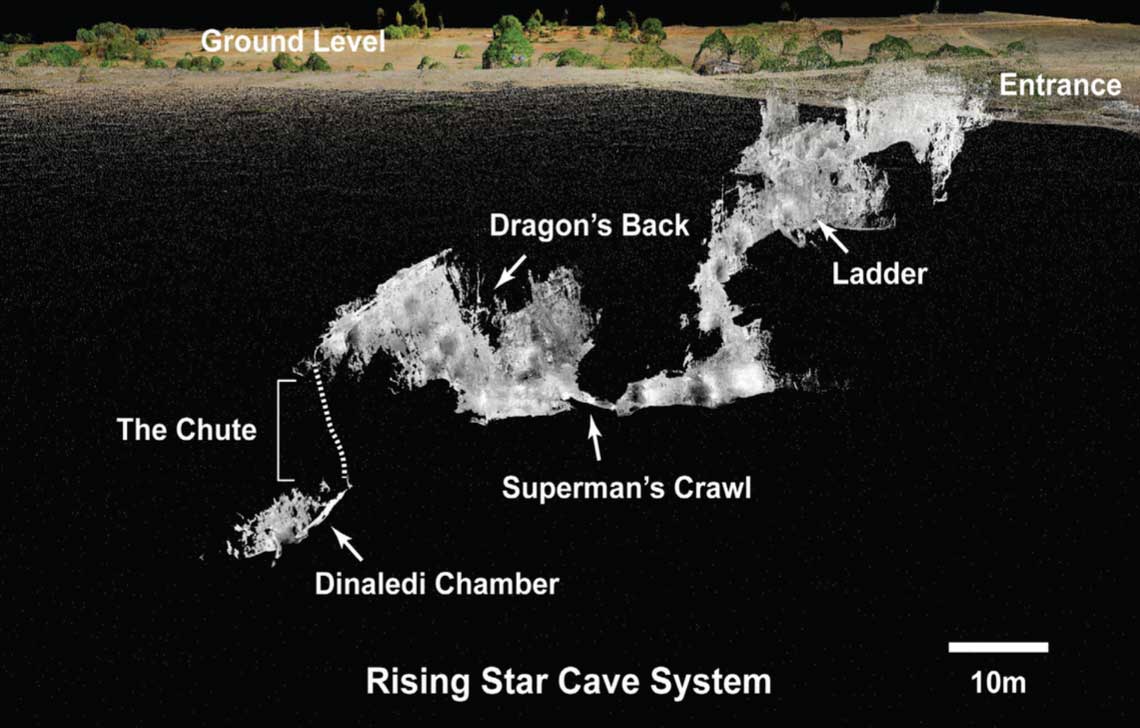 Ground Level
Entrance
Dragon's Back
Ladder
The Chute
Superman's Crawl
Dinaledi Chamber
Rising Star Cave System
10m